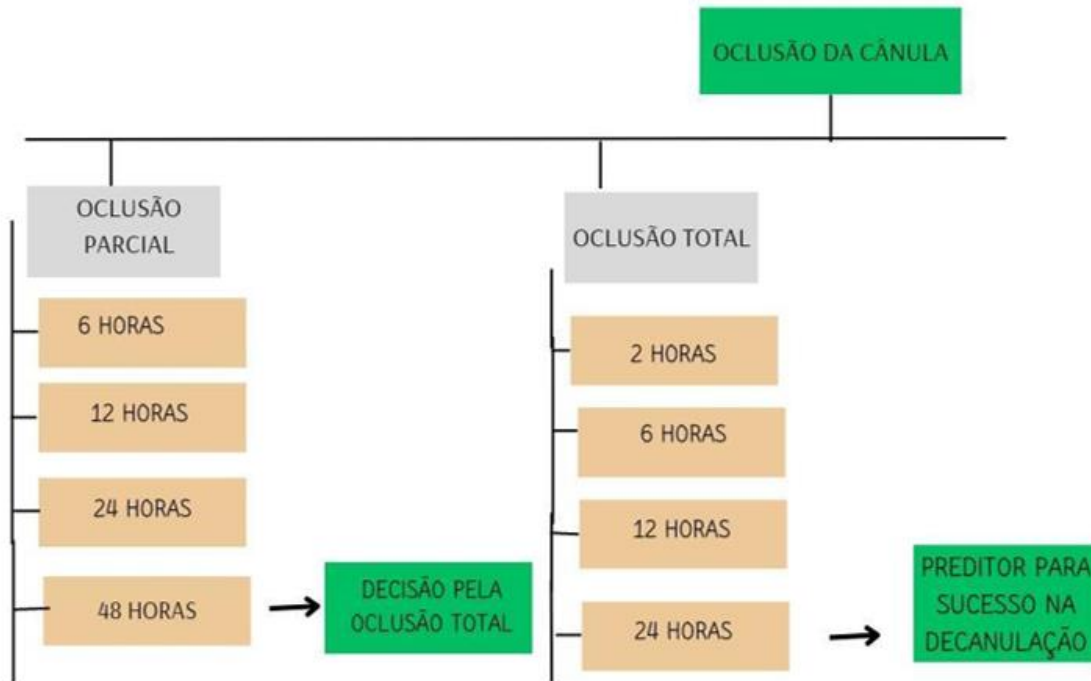 OCLUSÃO DA CÂNULA
OCLUSÃO
PARCIAL
6 HORAS
12 HORAS
24 HORAS
48 HORAS
DECISÃO PELA
OCLUSÃO TOTAL
OCLUSÃO TOTAL
2 HORAS
6 HORAS
12 HORAS
24 HORAS
PREDITOR PARA
SUCESSO NA
DECANULAÇÃO